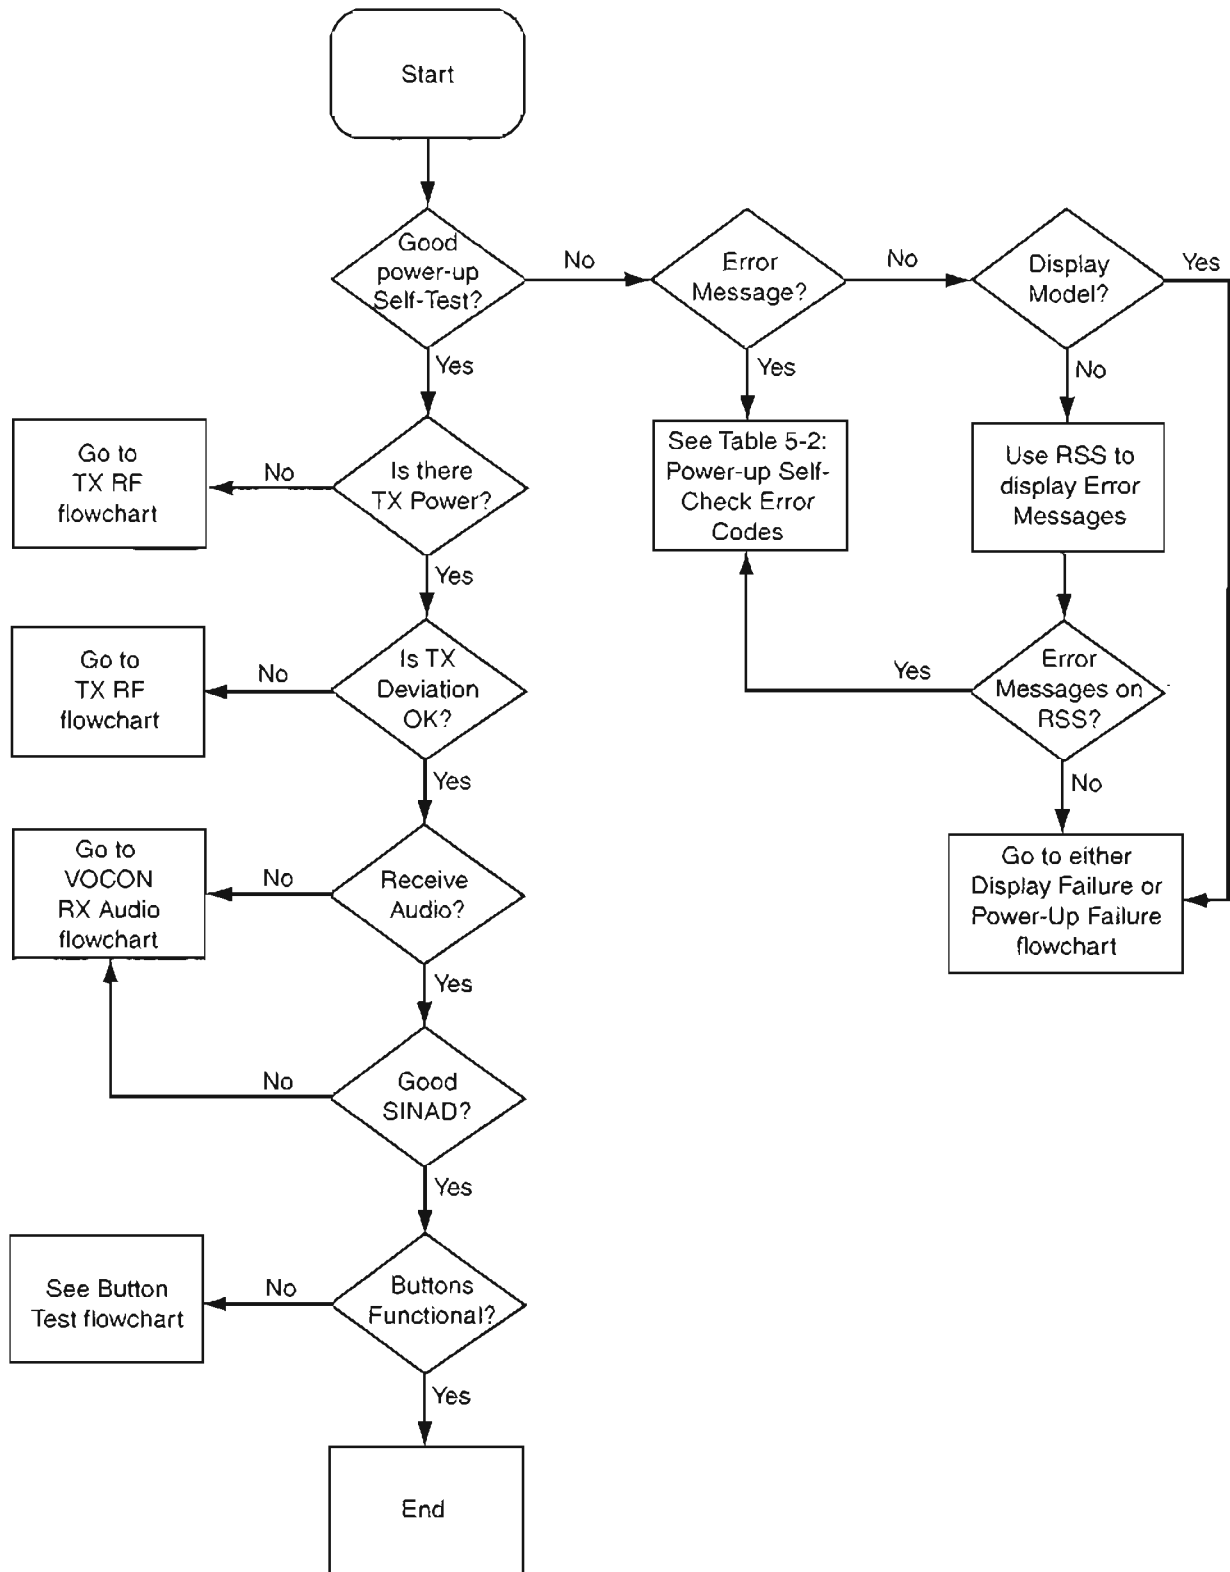 Start
Good
power-up
Self-Test?
No
Error
Message?
No
Display
Model?
Yes
Yes
Yes
No
Go to
TX RF
flowchart
No
Is there
TX Power?
See Table 5-2:
Power-up Self-
Check Error
Codes
Use RSS to
display Error
Messages
Yes
Go to
TX RF
flowchart
No
Is TX
Deviation
OK?
Yes
Error
Messages on
RSS?
Yes
No
Go to
VOCON
RX Audio
flowchart
No
Receive
Audio?
Go to either
Display Failure or
Power-Up Failure
flowchart
Yes
No
Good
SINAD?
Yes
See Button
Test flowchart
No
Buttons
Functional?
Yes
End